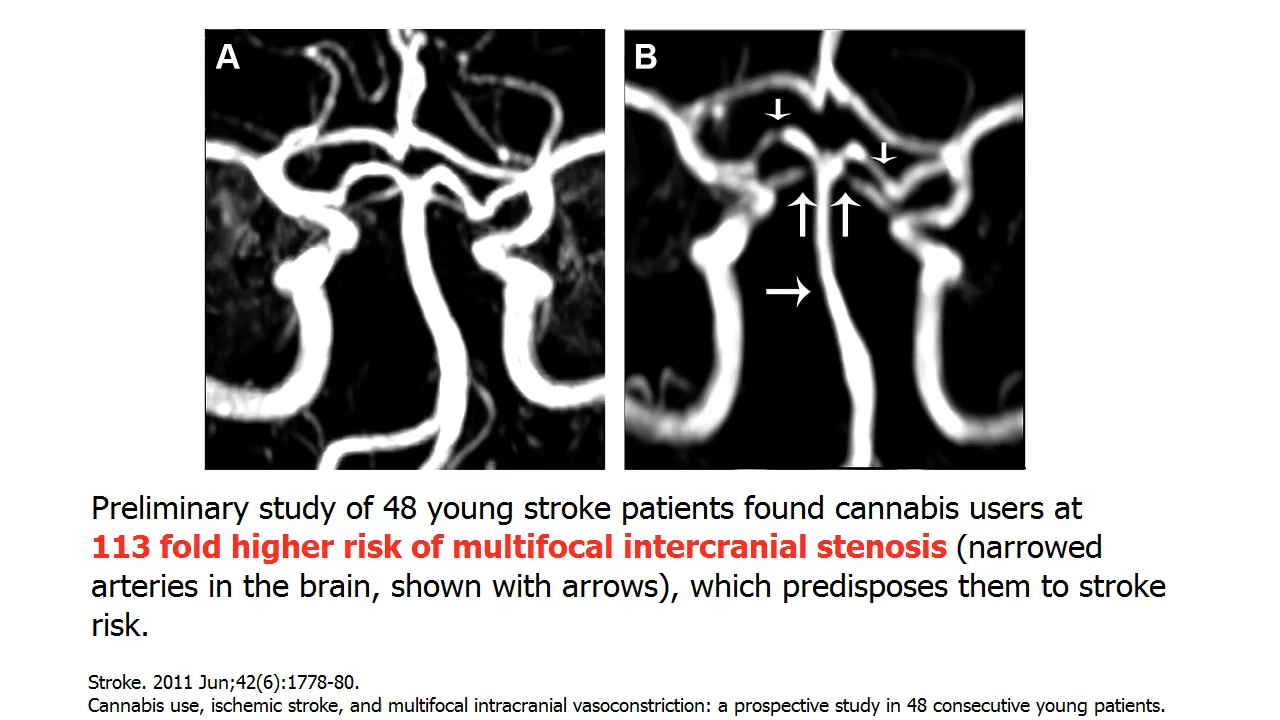 A
B
Preliminary study of 48 young stroke patients found cannabis users at
113 fold higher risk of multifocal intercranial stenosis (narrowed
arteries in the brain, shown with arrows), which predisposes them to stroke
risk.
Stroke. 2011 Jun;42(6):1778-80.
Cannabis use, ischemic stroke, and multifocal intracranial vasoconstriction: a prospective study in 48 consecutive young patients.